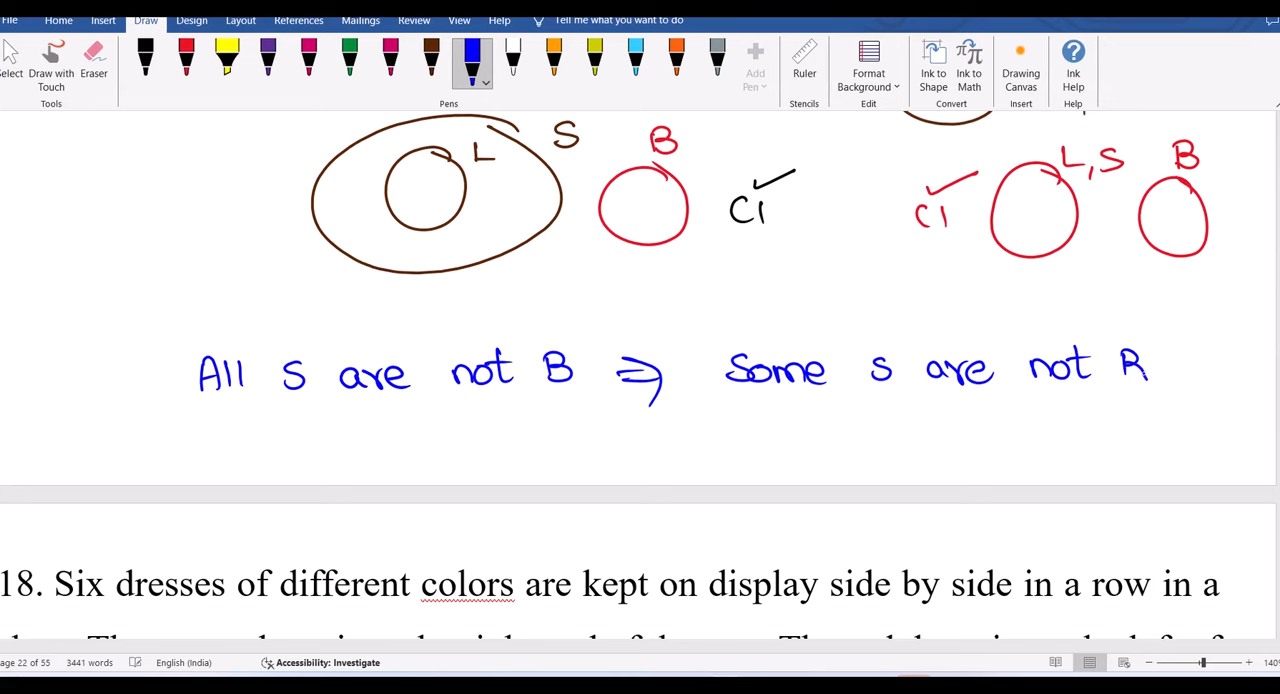 File Home Insert Draw Design Layout References Mailings Review View Help Tell me what you want to do
Select Draw with Touch Eraser Add Pen Ruler Format Background Ink to Shape Ink to Math Drawing Canvas Ink Help
Tools Pens Stencils Edit Convert Insert Help
L S B C1 C1 L, S B
All S are not B ⇒ Some S are not B
18. Six dresses of different colors are kept on display side by side in a row in a
Page 22 of 55 3441 words English (India) Accessibility: Investigate 140%